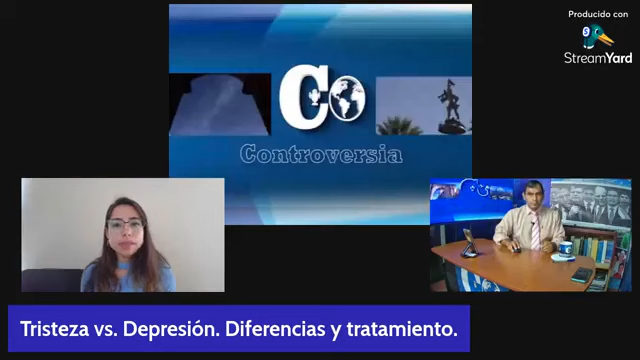 Producido con
StreamYard
Co
Controversia
Tristeza vs. Depresión. Diferencias y tratamiento.